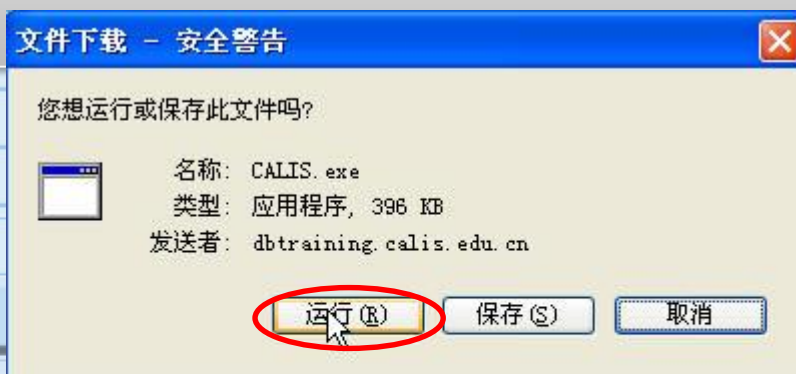 文件下载 - 安全警告
您想运行或保存此文件吗?
名称: CALIS.exe
类型: 应用程序, 396 KB
发送者: dbtraining.calis.edu.cn
运行(R) 保存(S) 取消